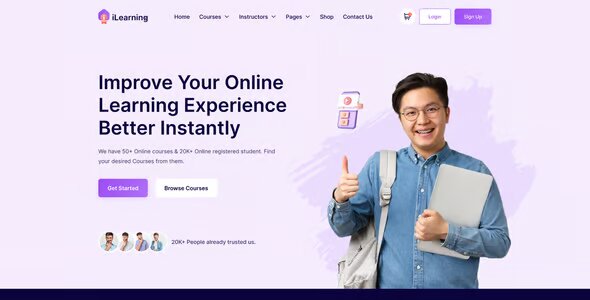 iLearning
Home Courses Instructors Pages Shop Contact Us
Login
Sign Up
Improve Your Online
Learning Experience
Better Instantly
We have 50+ Online courses & 20K+ Online registered student. Find
your desired Courses from them.
Get Started
Browse Courses
20K+ People already trusted us.